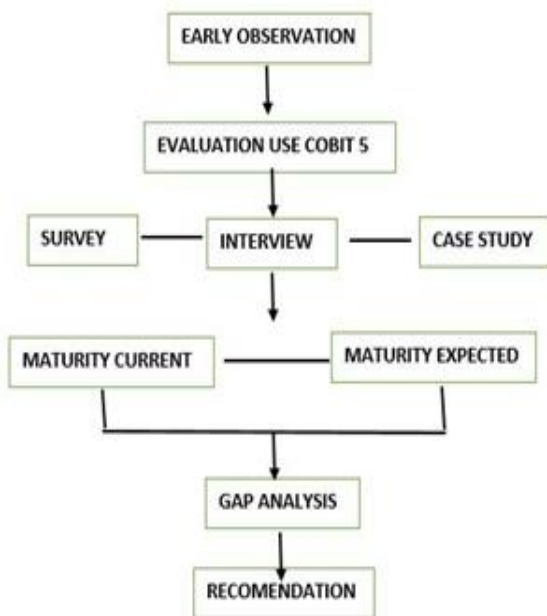 EARLY OBSERVATION
EVALUATION USE COBIT 5
SURVEY
INTERVIEW
CASE STUDY
MATURITY CURRENT
MATURITY EXPECTED
GAP ANALYSIS
RECOMENDATION